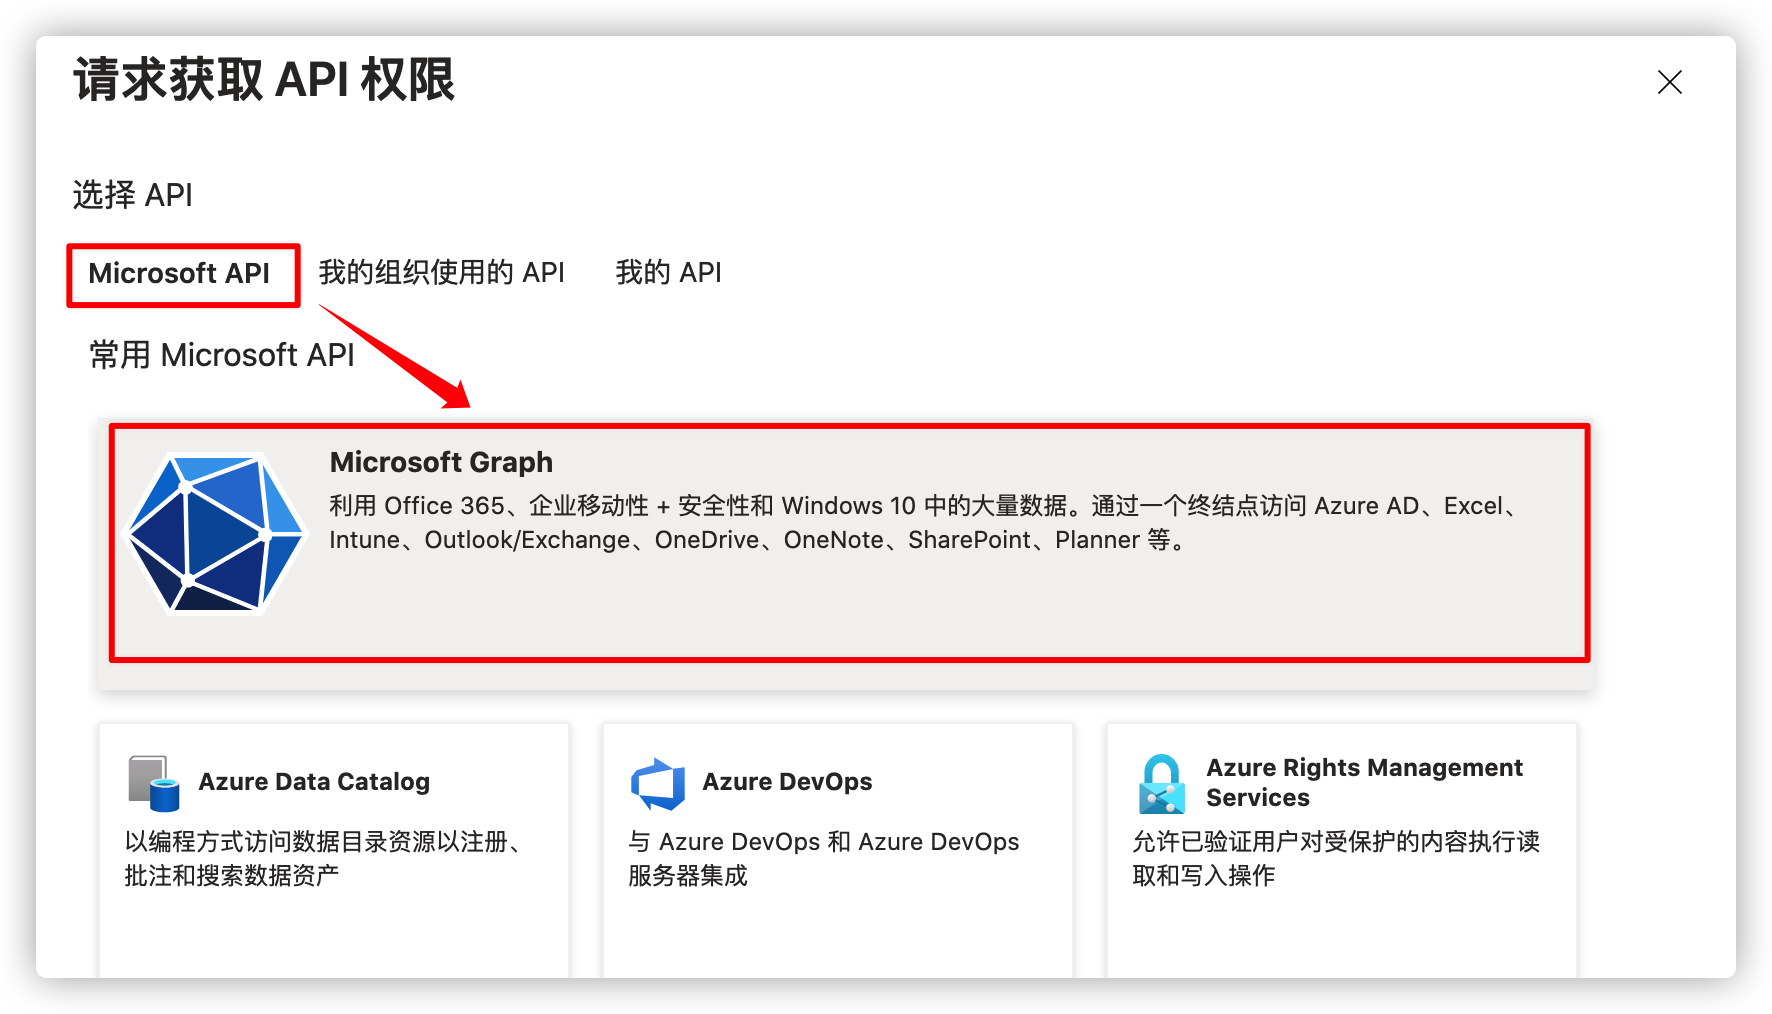 请求获取 API 权限
选择 API
Microsoft API 我的组织使用的 API 我的 API
常用 Microsoft API
Microsoft Graph
利用 Office 365、企业移动性 + 安全性和 Windows 10 中的大量数据。通过一个终结点访问 Azure AD、Excel、
Intune、Outlook/Exchange、OneDrive、OneNote、SharePoint、Planner 等。
Azure Data Catalog
以编程方式访问数据目录资源以注册、
批注和搜索数据资产
Azure DevOps
与 Azure DevOps 和 Azure DevOps
服务器集成
Azure Rights Management
Services
允许已验证用户对受保护的内容执行读
取和写入操作